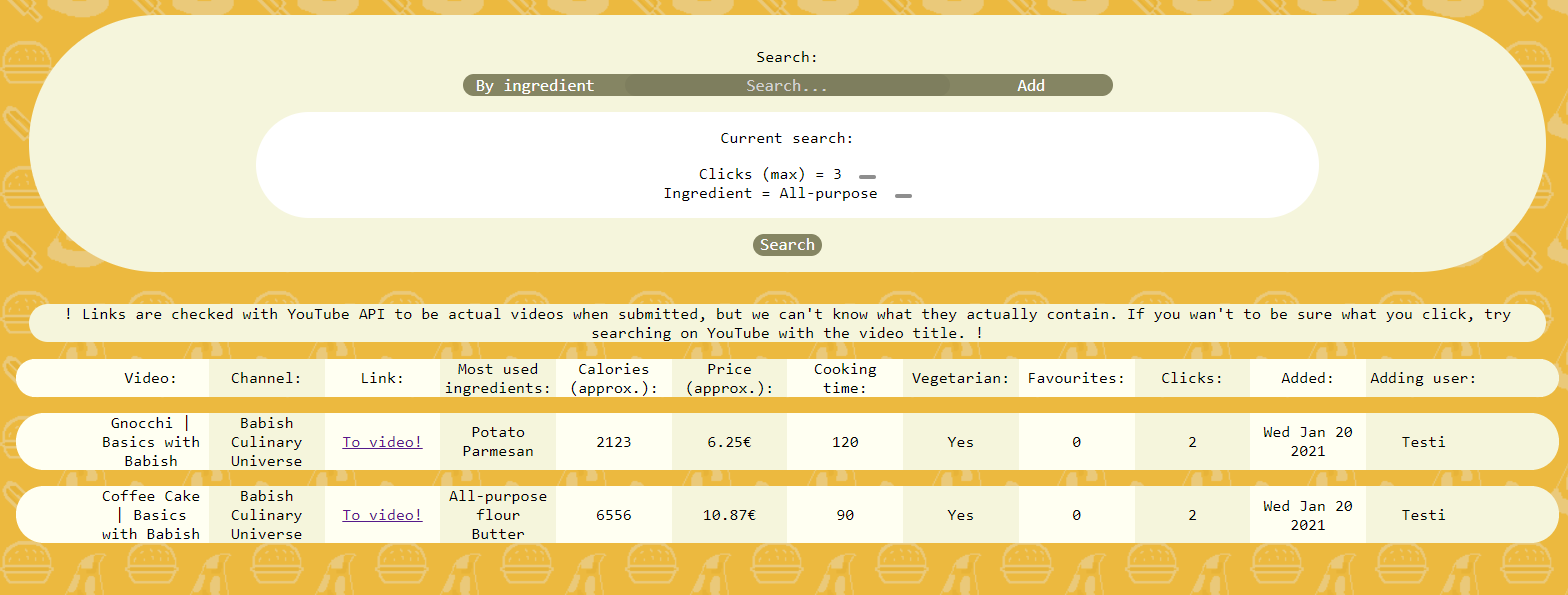 Search:
By ingredient Search... Add
Current search:
Clicks (max) = 3
Ingredient = All-purpose
Search
! Links are checked with YouTube API to be actual videos when submitted, but we can't know what they actually contain. If you wan't to be sure what you click, try
searching on YouTube with the video title. !
Video: Channel: Link: Most used ingredients: Calories (approx.): Price (approx.): Cooking time: Vegetarian: Favourites: Clicks: Added: Adding user:
Gnocchi | Basics with Babish Babish Culinary Universe To video! Potato Parmesan 2123 6.25€ 120 Yes 0 2 Wed Jan 20 2021 Testi
Coffee Cake | Basics with Babish Babish Culinary Universe To video! All-purpose flour Butter 6556 10.87€ 90 Yes 0 2 Wed Jan 20 2021 Testi